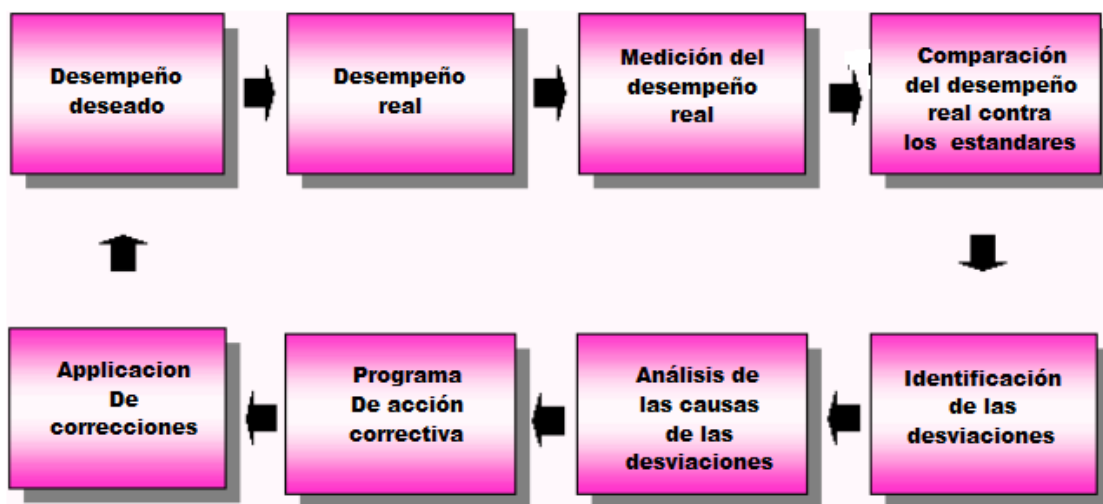 Desempeño
deseado
Desempeño
real
Medición del
desempeño
real
Comparación
del desempeño
real contra
los estandares
Identificación
de las
desviaciones
Análisis de
las causas
de las
desviaciones
Programa
De acción
correctiva
Applicacion
De
correcciones